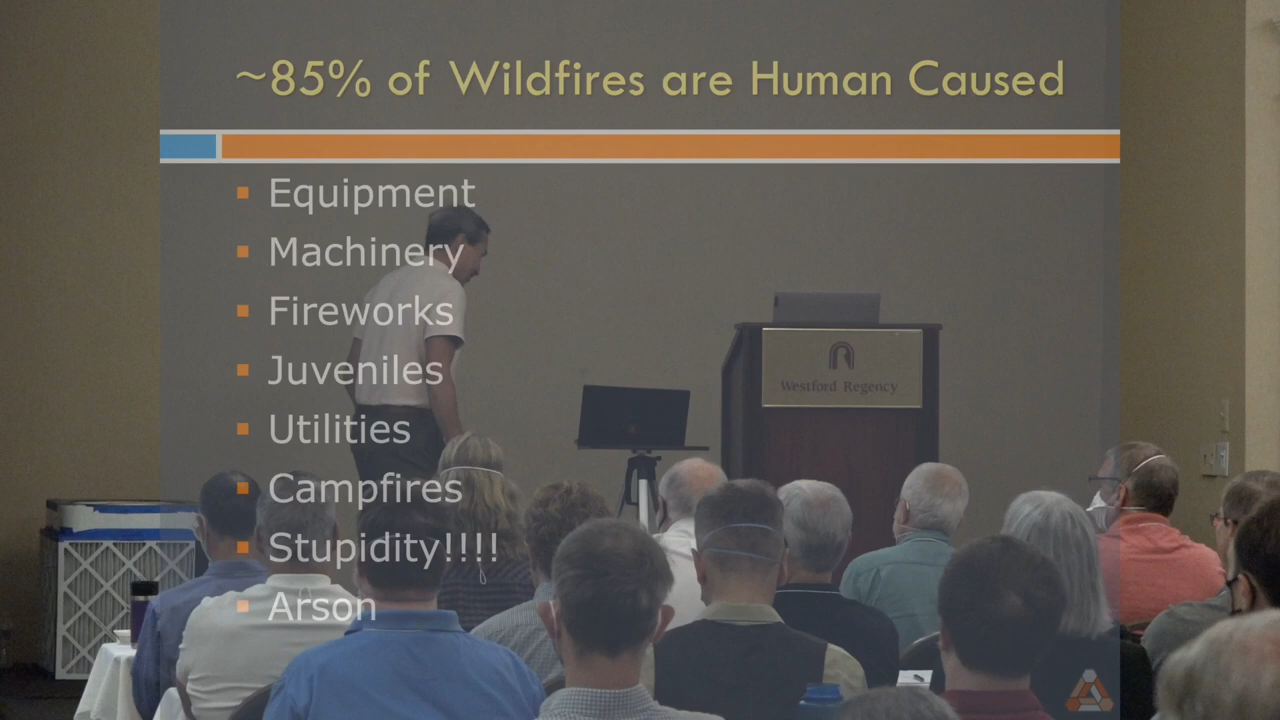 ~85% of Wildfires are Human Caused
Equipment
Machinery
Fireworks
Juveniles
Utilities
Campfires
Stupidity!!!!
Arson
Westford Regency